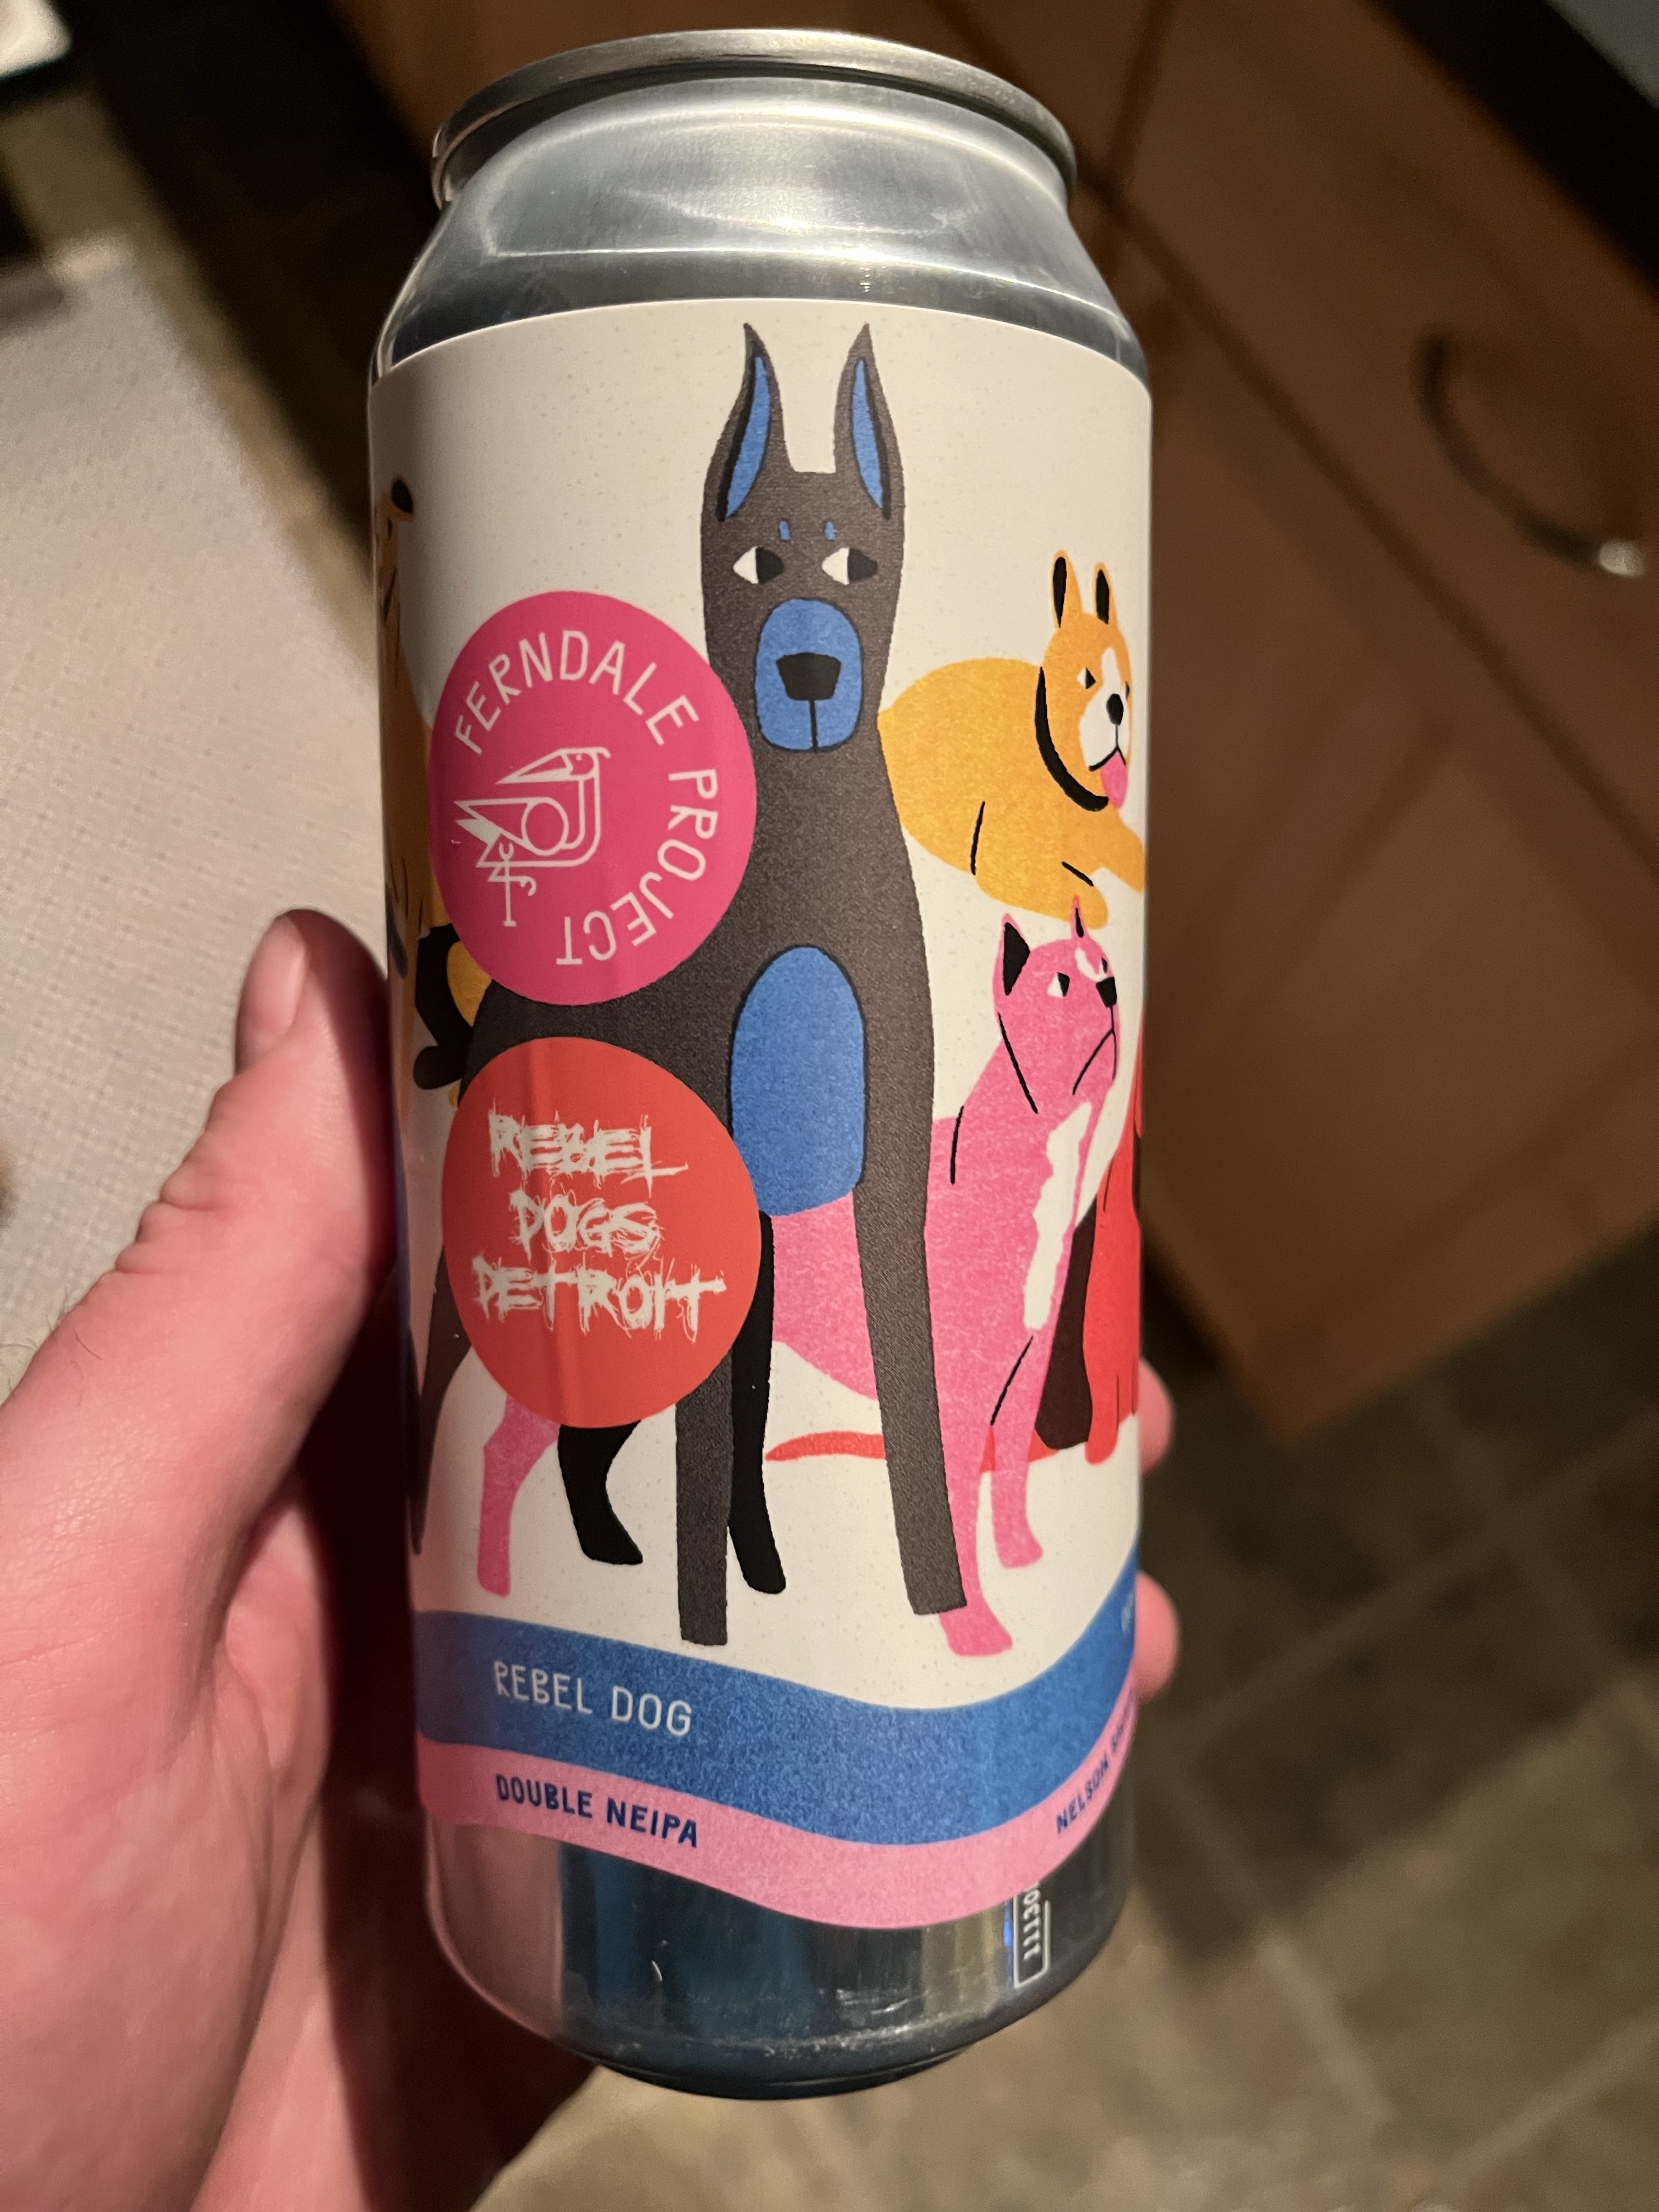 FERNDALE PROJECT
REBEL
DOGS
DETROIT
REBEL DOG
DOUBLE NEIPA
NELSON